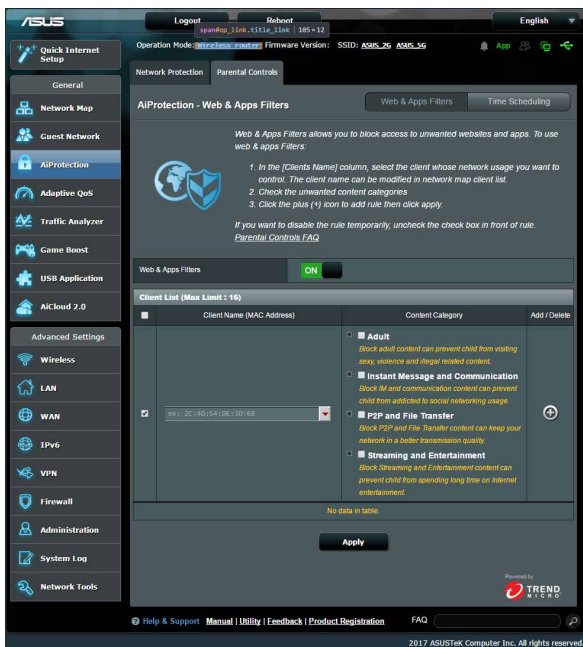 ASUS
Logout
Reboot
English
span#op_link.title_link | 105×12
Quick Internet
Setup
Operation Mode: Wireless router Firmware Version: SSID: ASUS_2G ASUS_5G
App
General
Network Map
Guest Network
AiProtection
Adaptive QoS
Traffic Analyzer
Game Boost
USB Application
AiCloud 2.0
Advanced Settings
Wireless
LAN
WAN
IPv6
VPN
Firewall
Administration
System Log
Network Tools
Network Protection
Parental Controls
AiProtection - Web & Apps Filters
Web & Apps Filters
Time Scheduling
Web & Apps Filters allows you to block access to unwanted websites and apps. To use
web & apps Filters:
1. In the [Clients Name] column, select the client whose network usage you want to
control. The client name can be modified in network map client list.
2. Check the unwanted content categories
3. Click the plus (+) icon to add rule then click apply.
If you want to disable the rule temporarily, uncheck the check box in front of rule.
Parental Controls FAQ
Web & Apps Filters
ON
Client List (Max Limit : 16)
Client Name (MAC Address)
Content Category
Add / Delete
ex: 2C:4D:54:DE:3D:68
Adult
Block adult content can prevent child from visiting
sexy, violence and illegal related content.
Instant Message and Communication
Block IM and communication content can prevent
child from addicted to social networking usage.
P2P and File Transfer
Block P2P and File Transfer content can keep your
network in a better transmission quality.
Streaming and Entertainment
Block Streaming and Entertainment content can
prevent child from spending long time on Internet
entertainment.
No data in table.
Apply
Powered by
TREND
MICRO
Help & Support Manual | Utility | Feedback | Product Registration FAQ
2017 ASUSTeK Computer Inc. All rights reserved